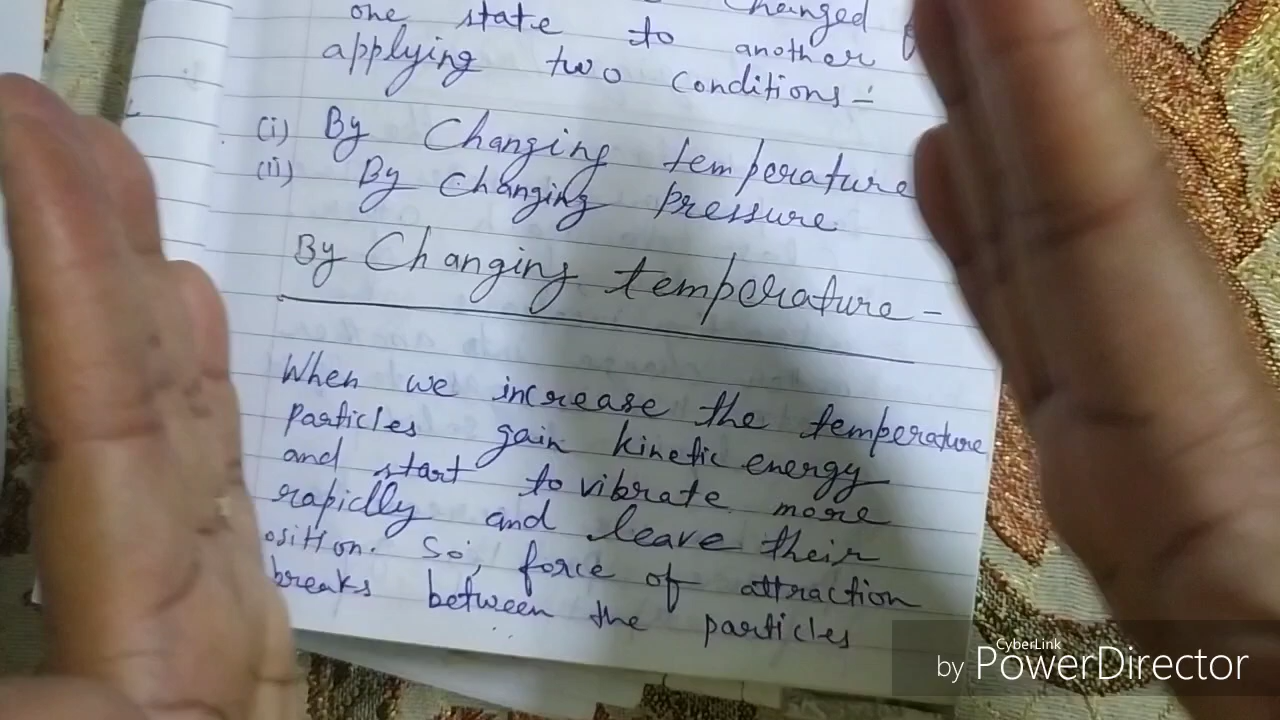 changed
one state to another
applying two conditions-
(i) By Changing temperature
(ii) By Changing pressure
By Changing temperature -
When we increase the temperature
particles gain kinetic energy
and start to vibrate more
rapidly and leave their
osition. So, force of attraction
breaks between the particles
CyberLink
by PowerDirector